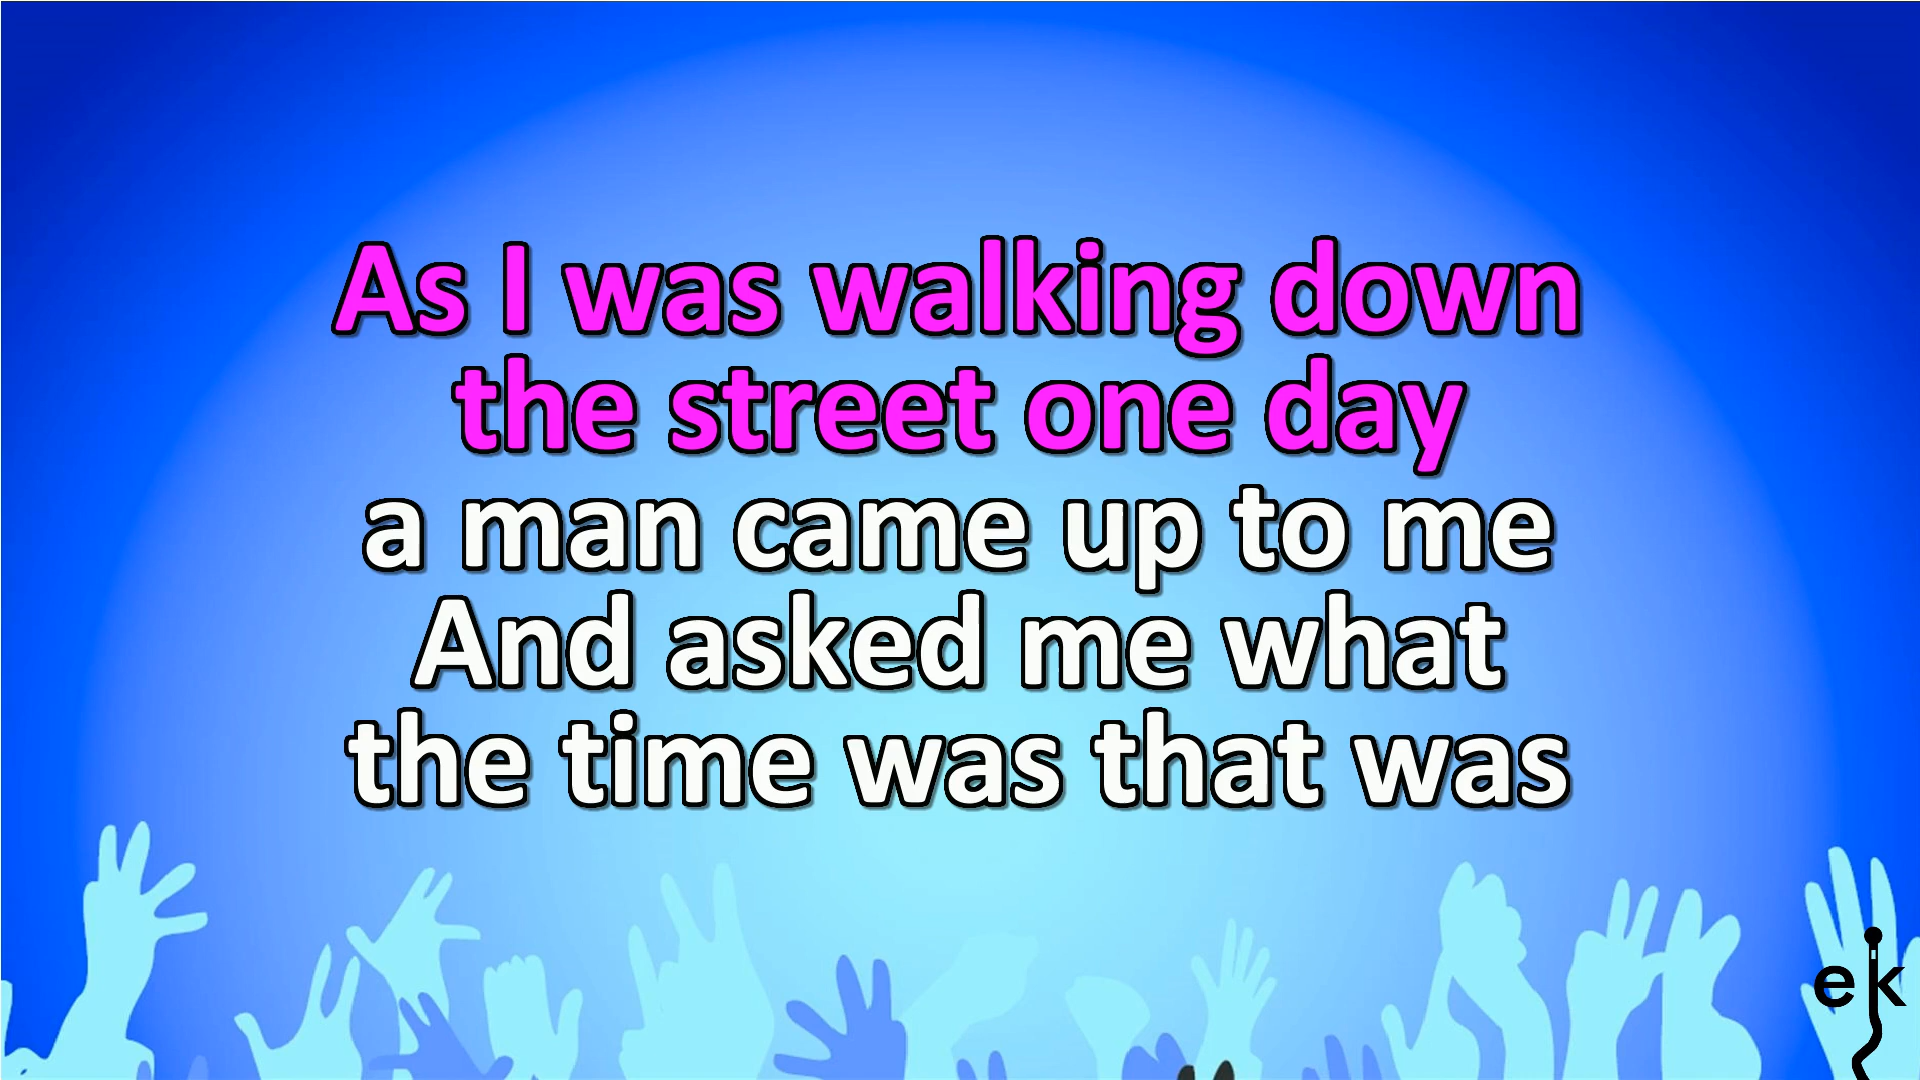 As I was walking down
the street one day
a man came up to me
And asked me what
the time was that was
ek